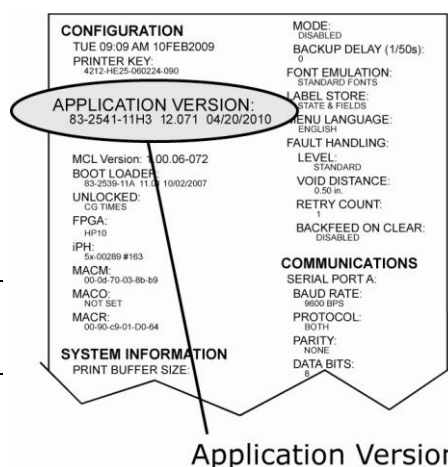 CONFIGURATION
TUE 09:09 AM 10FEB2009
PRINTER KEY:
4212-HE25-060224-090
APPLICATION VERSION:
83-2541-11H3 12.071 04/20/2010
MCL Version: 1.00.06-072
BOOT LOADER:
83-2539-11A 11.03 10/02/2007
UNLOCKED:
CG TIMES
FPGA:
HP10
iPH:
5x-00289 #163
MACM:
00-0d-70-03-8b-b9
MACO:
NOT SET
MACR:
00-90-c9-01-D0-64
SYSTEM INFORMATION
PRINT BUFFER SIZE:
MODE:
DISABLED
BACKUP DELAY (1/50s):
0
FONT EMULATION:
STANDARD FONTS
LABEL STORE:
STATE & FIELDS
MENU LANGUAGE:
ENGLISH
FAULT HANDLING:
LEVEL:
STANDARD
VOID DISTANCE:
0.50 in.
RETRY COUNT:
1
BACKFEED ON CLEAR:
DISABLED
COMMUNICATIONS
SERIAL PORT A:
BAUD RATE:
9600 BPS
PROTOCOL:
BOTH
PARITY:
NONE
DATA BITS:
8
Application Version